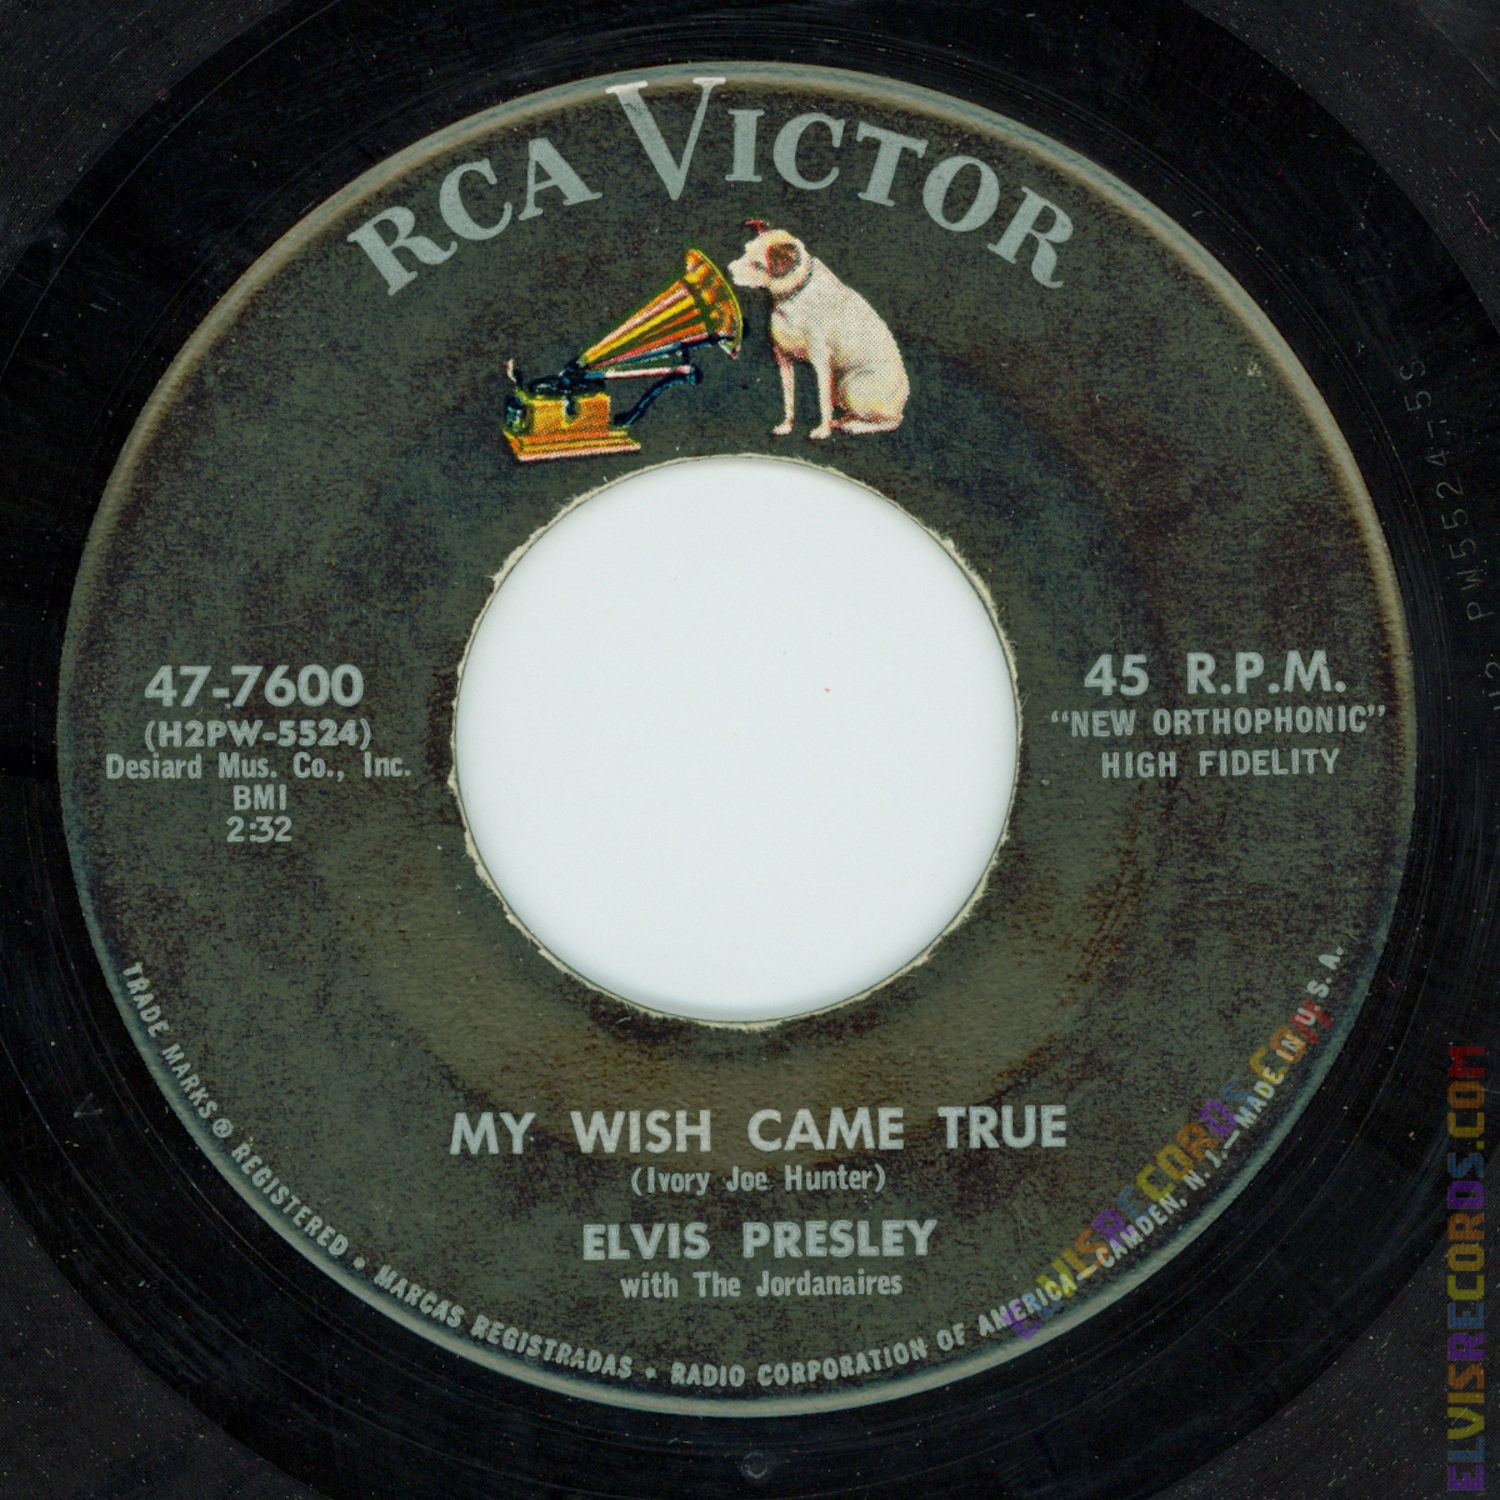 RCA VICTOR
47-7600
(H2PW-5524)
Desiard Mus. Co., Inc.
BMI
2:32
45 R.P.M.
"NEW ORTHOPHONIC"
HIGH FIDELITY
MY WISH CAME TRUE
(Ivory Joe Hunter)
ELVIS PRESLEY
with The Jordanaires
TRADE MARKS ® REGISTERED • MARCAS REGISTRADAS • RADIO CORPORATION OF AMERICA—CAMDEN, N. J.—MADE IN U. S. A.
ELVISRECORDS.COM
ELVISRECORDS.COM